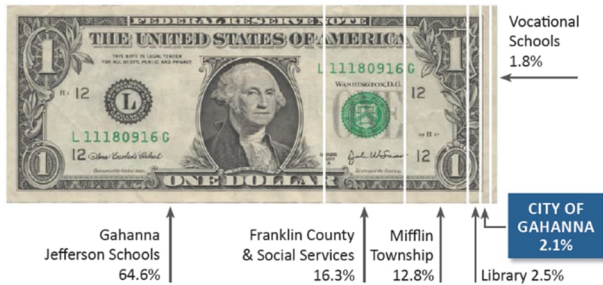 FEDERAL RESERVE NOTE
THE UNITED STATES OF AMERICA
THIS NOTE IS LEGAL TENDER
FOR ALL DEBTS, PUBLIC AND PRIVATE
L 11180916 G
WASHINGTON, D.C.
12
12
L
L 11180916 G
12
12
1
1
1
1
ONE DOLLAR
Vocational
Schools
1.8%
Gahanna
Jefferson Schools
64.6%
Franklin County
& Social Services
16.3%
Mifflin
Township
12.8%
Library 2.5%
CITY OF
GAHANNA
2.1%